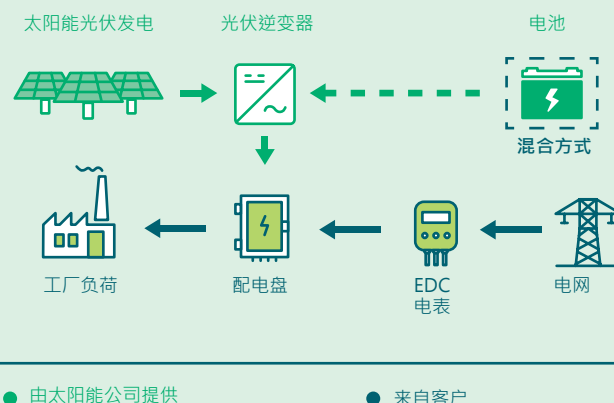 太阳能光伏发电
光伏逆变器
电池
混合方式
工厂负荷
配电盘
EDC
电表
电网
由太阳能公司提供
来自客户